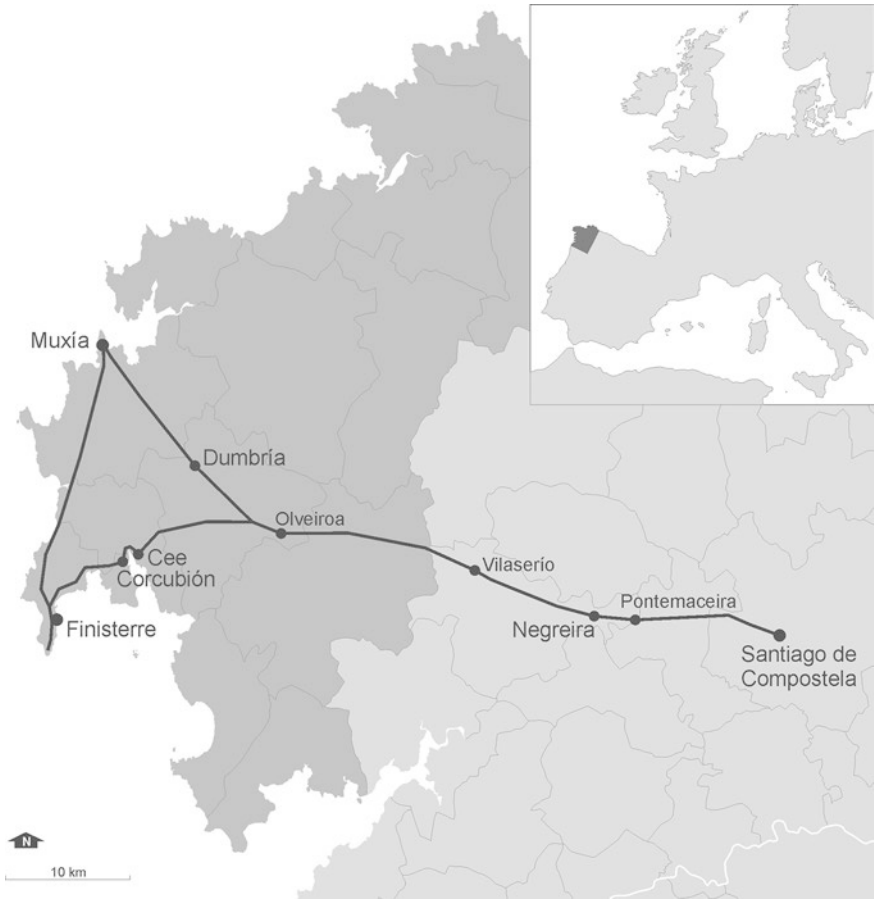 Muxía
Dumbría
Olveiroa
Cee
Corcubión
Vilaserío
Finisterre
Negreira
Pontemaceira
Santiago de
Compostela
N
10 km